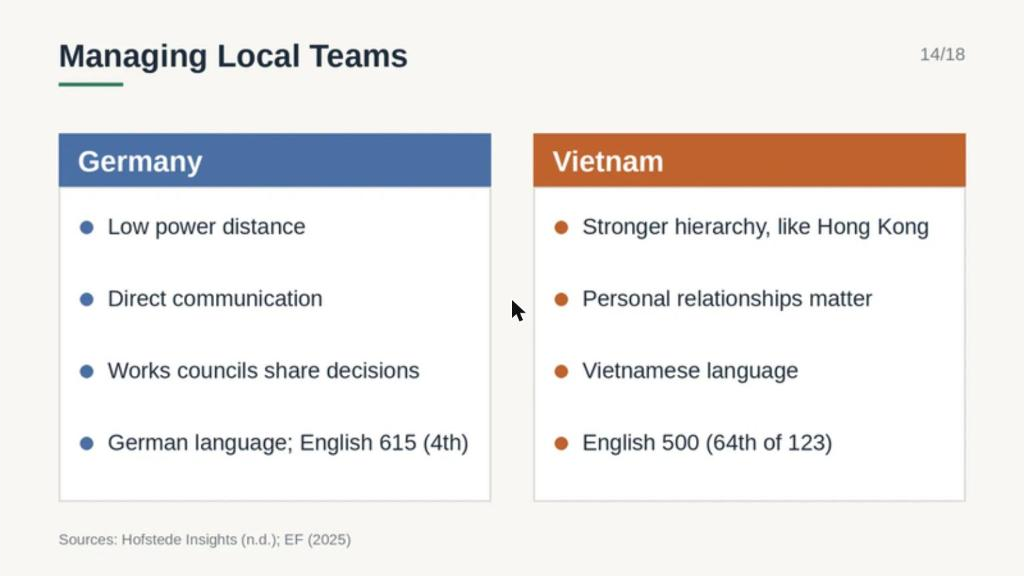 Managing Local Teams
14/18
Germany
Low power distance
Direct communication
Works councils share decisions
German language; English 615 (4th)
Vietnam
Stronger hierarchy, like Hong Kong
Personal relationships matter
Vietnamese language
English 500 (64th of 123)
Sources: Hofstede Insights (n.d.); EF (2025)